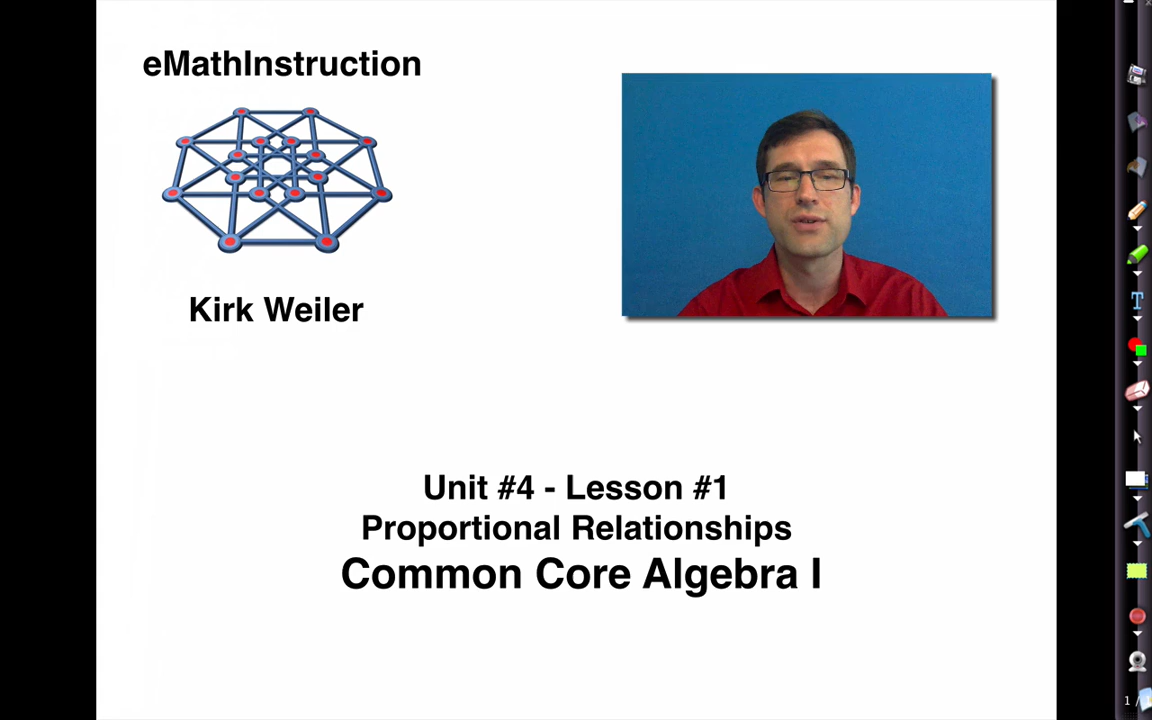 eMathInstruction
Kirk Weiler
Unit #4 - Lesson #1
Proportional Relationships
Common Core Algebra I
T